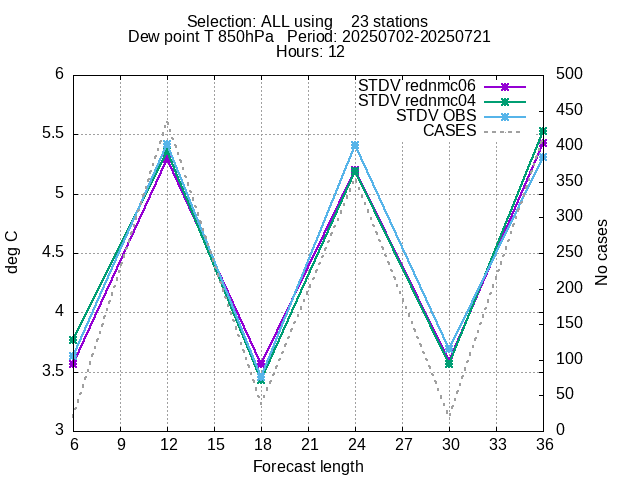 Selection: ALL using    23 stations
Dew point T 850hPa   Period: 20250702-20250721
Hours: 12
STDV rednmc06
STDV rednmc04
STDV OBS
CASES
6
5.5
5
4.5
4
3.5
3
500
450
400
350
300
250
200
150
100
50
0
deg C
No cases
6 9 12 15 18 21 24 27 30 33 36
Forecast length